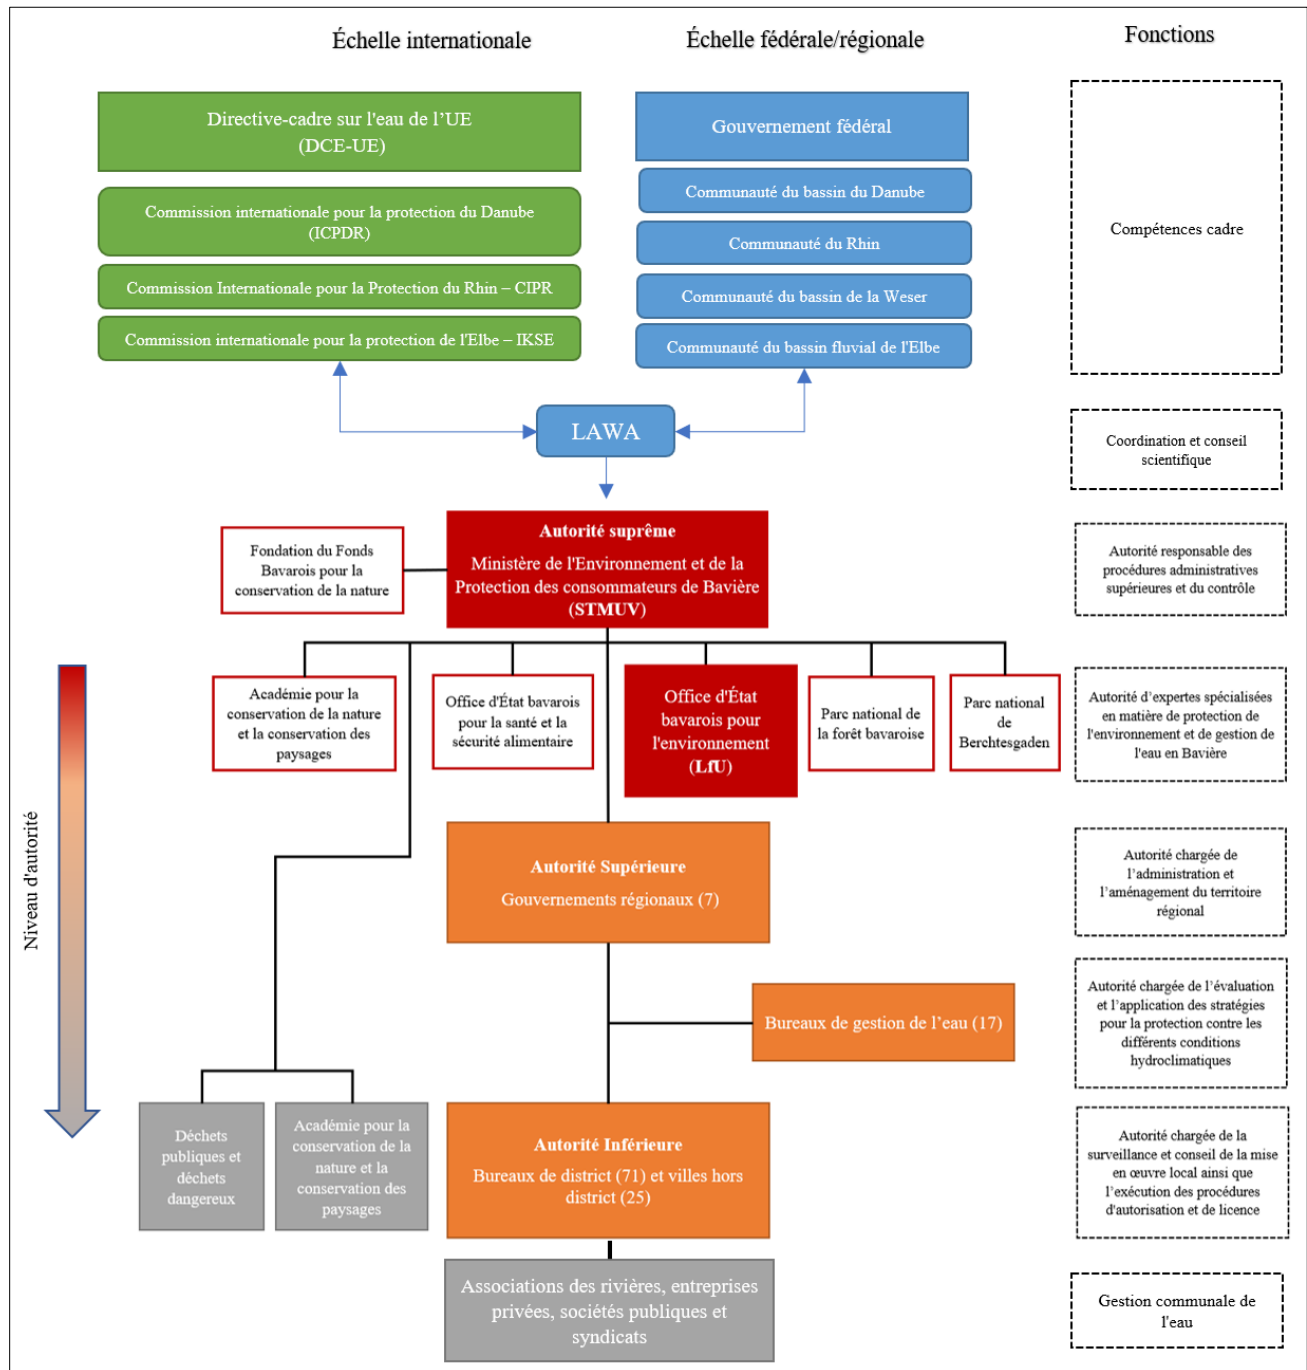 Échelle internationale
Échelle fédérale/régionale
Fonctions
Directive-cadre sur l'eau de l'UE
(DCE-UE)
Gouvernement fédéral
Commission internationale pour la protection du Danube
(ICPDR)
Communauté du bassin du Danube
Communauté du Rhin
Compétences cadre
Commission Internationale pour la Protection du Rhin – CIPR
Communauté du bassin de la Weser
Commission internationale pour la protection de l'Elbe – IKSE
Communauté du bassin fluvial de l'Elbe
LAWA
Coordination et conseil
scientifique
Fondation du Fonds
Bavarois pour la
conservation de la nature
Autorité suprême
Ministère de l'Environnement et de la
Protection des consommateurs de Bavière
(STMUV)
Autorité responsable des
procédures administratives
supérieures et du contrôle
Niveau d'autorité
Académie pour la
conservation de la nature
et la conservation des
paysages
Office d'État bavarois
pour la santé et la
sécurité alimentaire
Office d'État
bavarois pour
l'environnement
(LfU)
Parc national de
la forêt bavaroise
Parc national
de
Berchtesgaden
Autorité d'expertes spécialisées
en matière de protection de
l'environnement et de gestion de
l'eau en Bavière
Autorité Supérieure
Gouvernements régionaux (7)
Autorité chargée de
l'administration et
l'aménagement du territoire
régional
Bureaux de gestion de l'eau (17)
Autorité chargée de l'évaluation
et l'application des stratégies
pour la protection contre les
différents conditions
hydroclimatiques
Déchets
publiques et
déchets
dangereux
Académie pour la
conservation de la
nature et la
conservation des
paysages
Autorité Inférieure
Bureaux de district (71) et villes hors
district (25)
Autorité chargée de la
surveillance et conseil de la mise
en œuvre local ainsi que
l'exécution des procédures
d'autorisation et de licence
Associations des rivières, entreprises
privées, sociétés publiques et
syndicats
Gestion communale de
l'eau